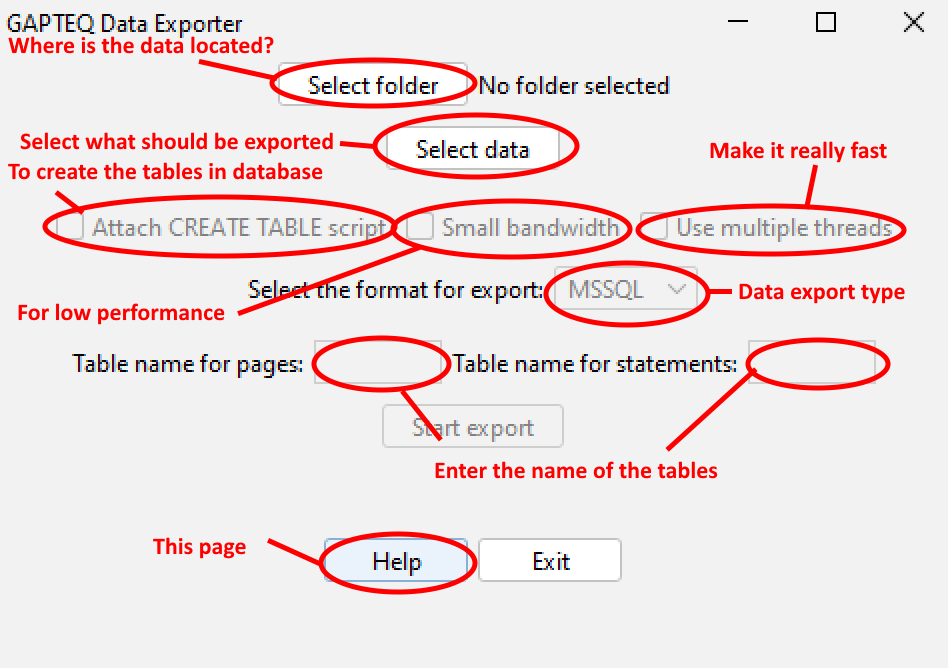 GAPTEQ Data Exporter
Where is the data located?
Select folder No folder selected
Select what should be exported
Select data
Make it really fast
To create the tables in database
Attach CREATE TABLE script Small bandwidth Use multiple threads
Select the format for export: MSSQL
Data export type
For low performance
Table name for pages: Table name for statements:
Start export
Enter the name of the tables
This page
Help Exit